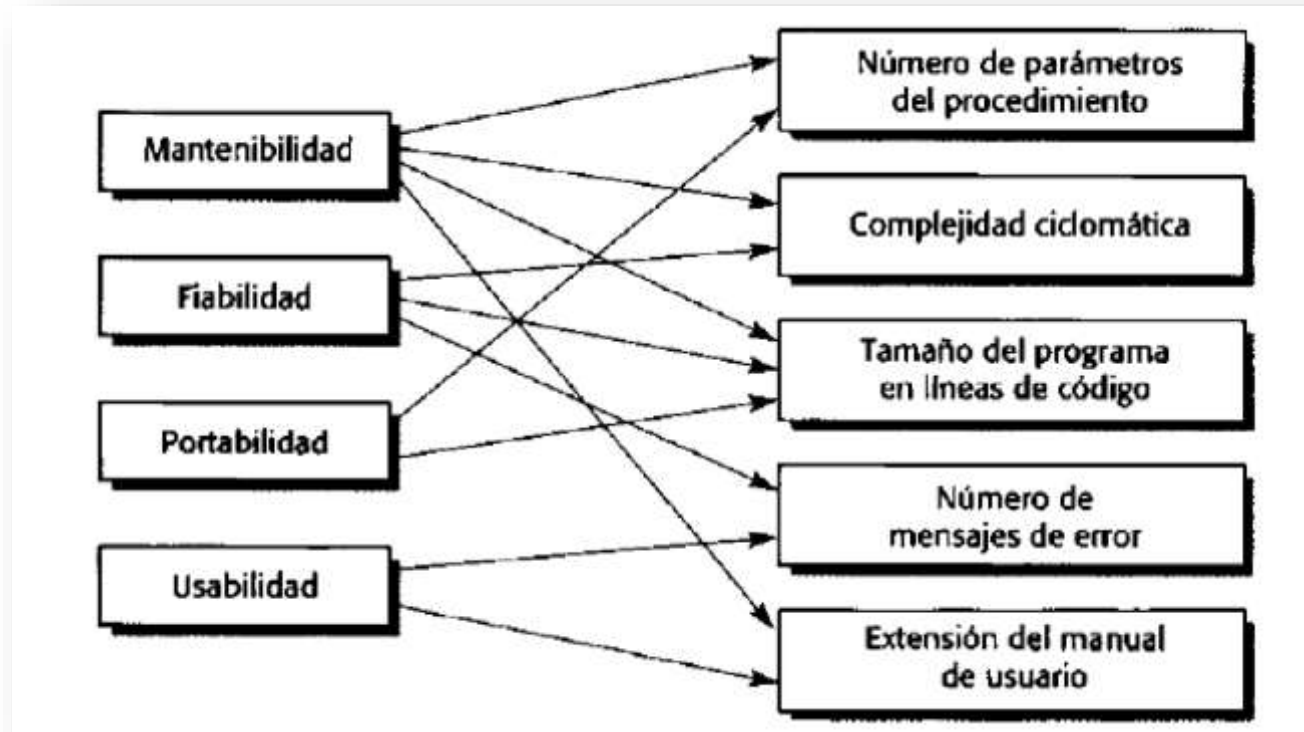 Mantenibilidad
Fiabilidad
Portabilidad
Usabilidad
Número de parámetros
del procedimiento
Complejidad ciclomática
Tamaño del programa
en líneas de código
Número de
mensajes de error
Extensión del manual
de usuario